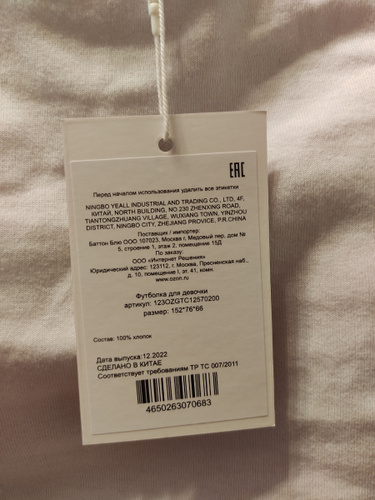 EAC
Перед началом использования удалить все этикетки
NINGBO YEALL INDUSTRIAL AND TRADING CO., LTD, 4F,
КИТАЙ, NORTH BUILDING, NO.230 ZHENXING ROAD,
TIANTONGZHUANG VILLAGE, WUXIANG TOWN, YINZHOU
DISTRICT, NINGBO CITY, ZHEJIANG PROVICE, P.R.CHINA
Поставщик / импортер:
Баттон Блю ООО 107023, Москва г, Медовый пер, дом №
5, строение 1, этаж 2, помещение 15Д
По заказу:
ООО «Интернет Решения»
Юридический адрес: 123112, г. Москва, Пресненская наб.,
д. 10, помещение I, эт. 41, комн.
www.ozon.ru
Футболка для девочки
артикул: 123OZGTC12570200
размер: 152*76*66
Состав: 100% хлопок
Дата выпуска:12.2022
СДЕЛАНО В КИТАЕ
Соответствует требованиям ТР ТС 007/2011
4650263070683